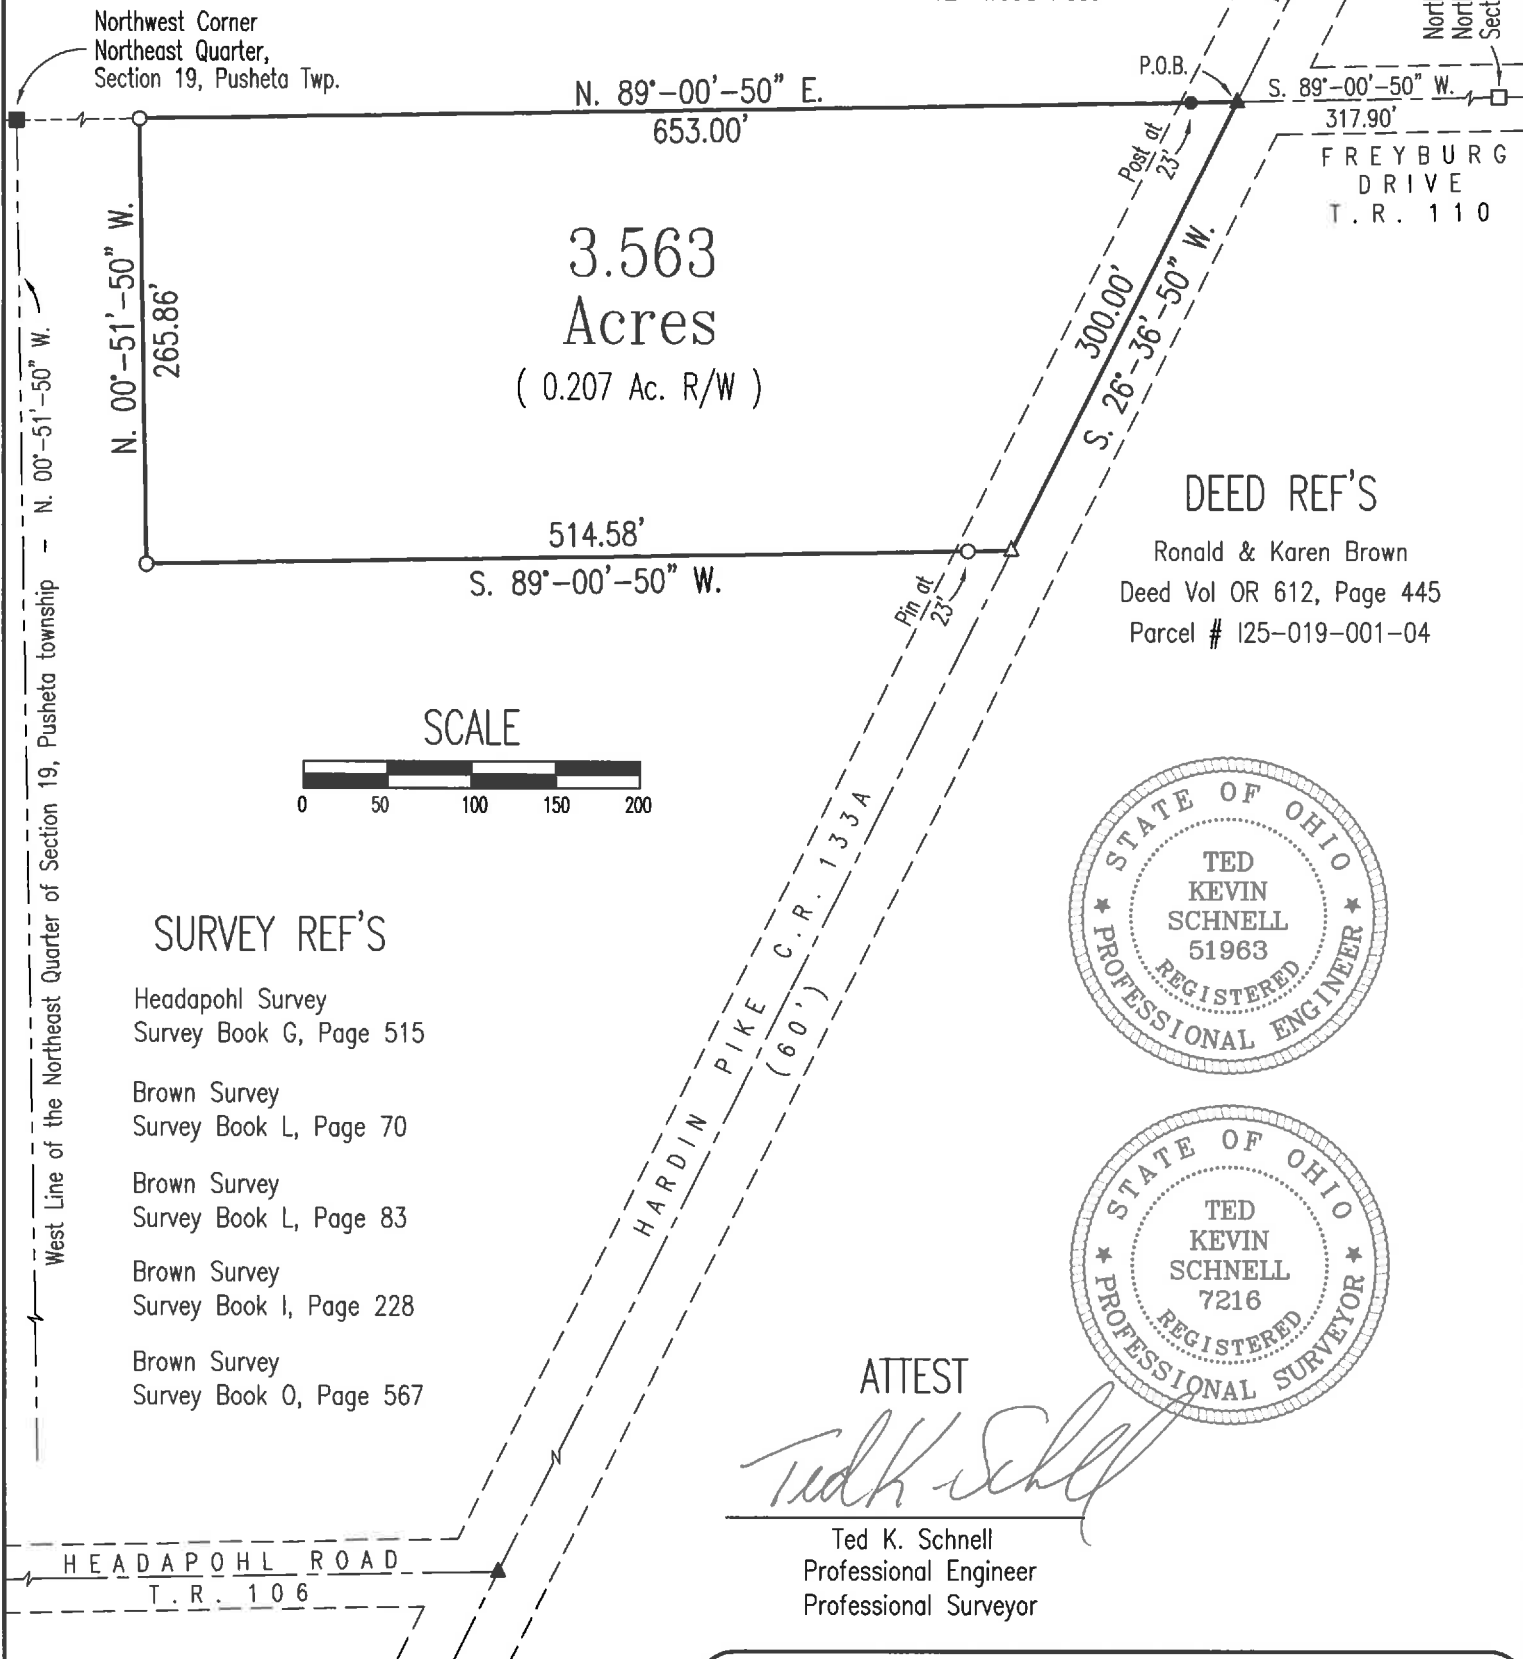 Northwest Corner
Northeast Quarter,
Section 19, Pusheta Twp.
N. 89°-00'-50" E.
653.00'
P.O.B.
S. 89°-00'-50" W.
317.90'
FREYBURG
DRIVE
T.R. 110
Post at
23'
N. 00°-51'-50" W.
265.86'
3.563
Acres
( 0.207 Ac. R/W )
300.00'
S. 26°-36'-50" W.
514.58'
S. 89°-00'-50" W.
Pin at
23'
West Line of the Northeast Quarter of Section 19, Pusheta township - N. 00°-51'-50" W.
DEED REF'S
Ronald & Karen Brown
Deed Vol OR 612, Page 445
Parcel # I25-019-001-04
SCALE
0 50 100 150 200
HARDIN PIKE C.R. 133A
(60')
SURVEY REF'S
Headapohl Survey
Survey Book G, Page 515
Brown Survey
Survey Book L, Page 70
Brown Survey
Survey Book L, Page 83
Brown Survey
Survey Book I, Page 228
Brown Survey
Survey Book O, Page 567
STATE OF OHIO
TED
KEVIN
SCHNELL
51963
REGISTERED
PROFESSIONAL ENGINEER
STATE OF OHIO
TED
KEVIN
SCHNELL
7216
REGISTERED
PROFESSIONAL SURVEYOR
ATTEST
Ted K Schnell
Ted K. Schnell
Professional Engineer
Professional Surveyor
HEADAPOHL ROAD
T.R. 106